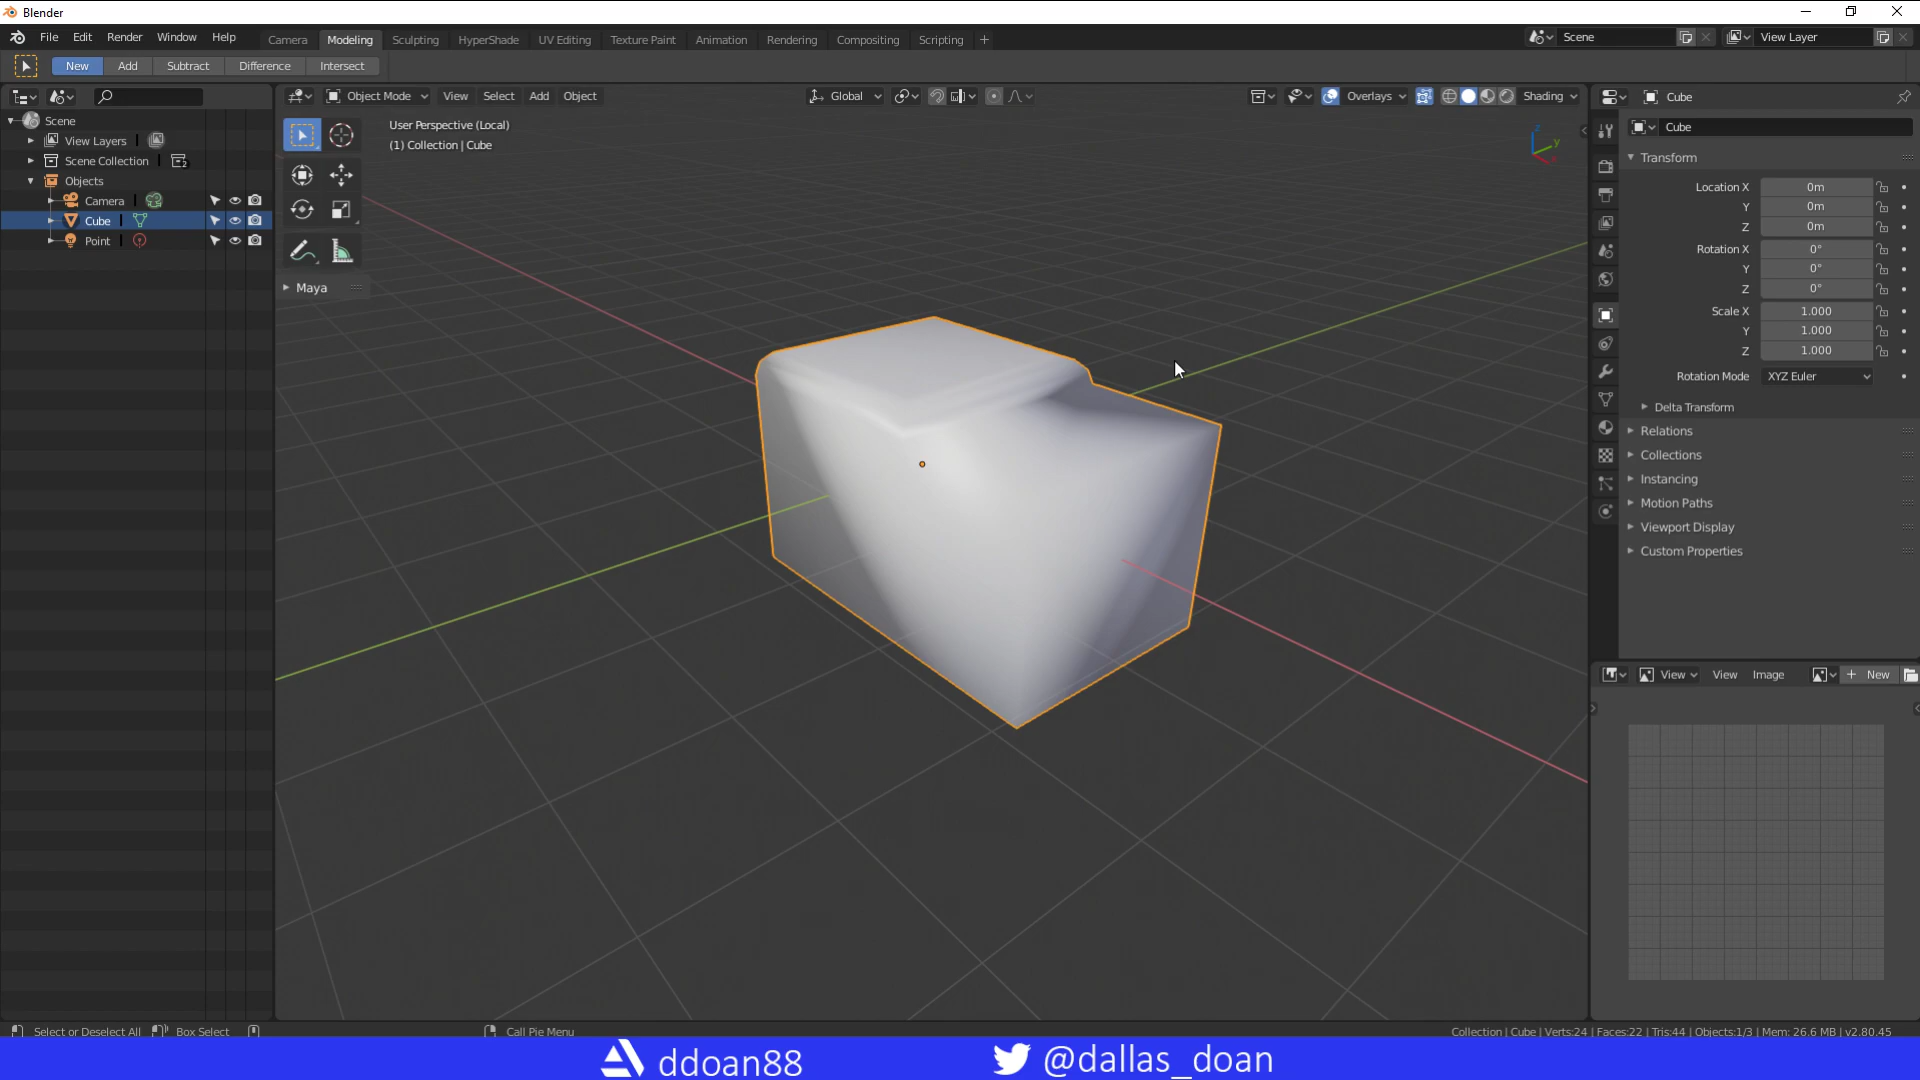 Blender
File Edit Render Window Help Camera Modeling Sculpting HyperShade UV Editing Texture Paint Animation Rendering Compositing Scripting + Scene View Layer
New Add Subtract Difference Intersect
Object Mode View Select Add Object Global Overlays Shading Cube
Scene
View Layers
Scene Collection 2
Objects
Camera
Cube
Point
User Perspective (Local)
(1) Collection | Cube
Maya
Z
Y
X
Cube
Transform
Location X 0m
Y 0m
Z 0m
Rotation X 0°
Y 0°
Z 0°
Scale X 1.000
Y 1.000
Z 1.000
Rotation Mode XYZ Euler
Delta Transform
Relations
Collections
Instancing
Motion Paths
Viewport Display
Custom Properties
View View Image + New
Select or Deselect All Box Select Call Pie Menu Collection | Cube | Verts:24 | Faces:22 | Tris:44 | Objects:1/3 | Mem: 26.6 MB | v2.80.45
ddoan88 @dallas_doan